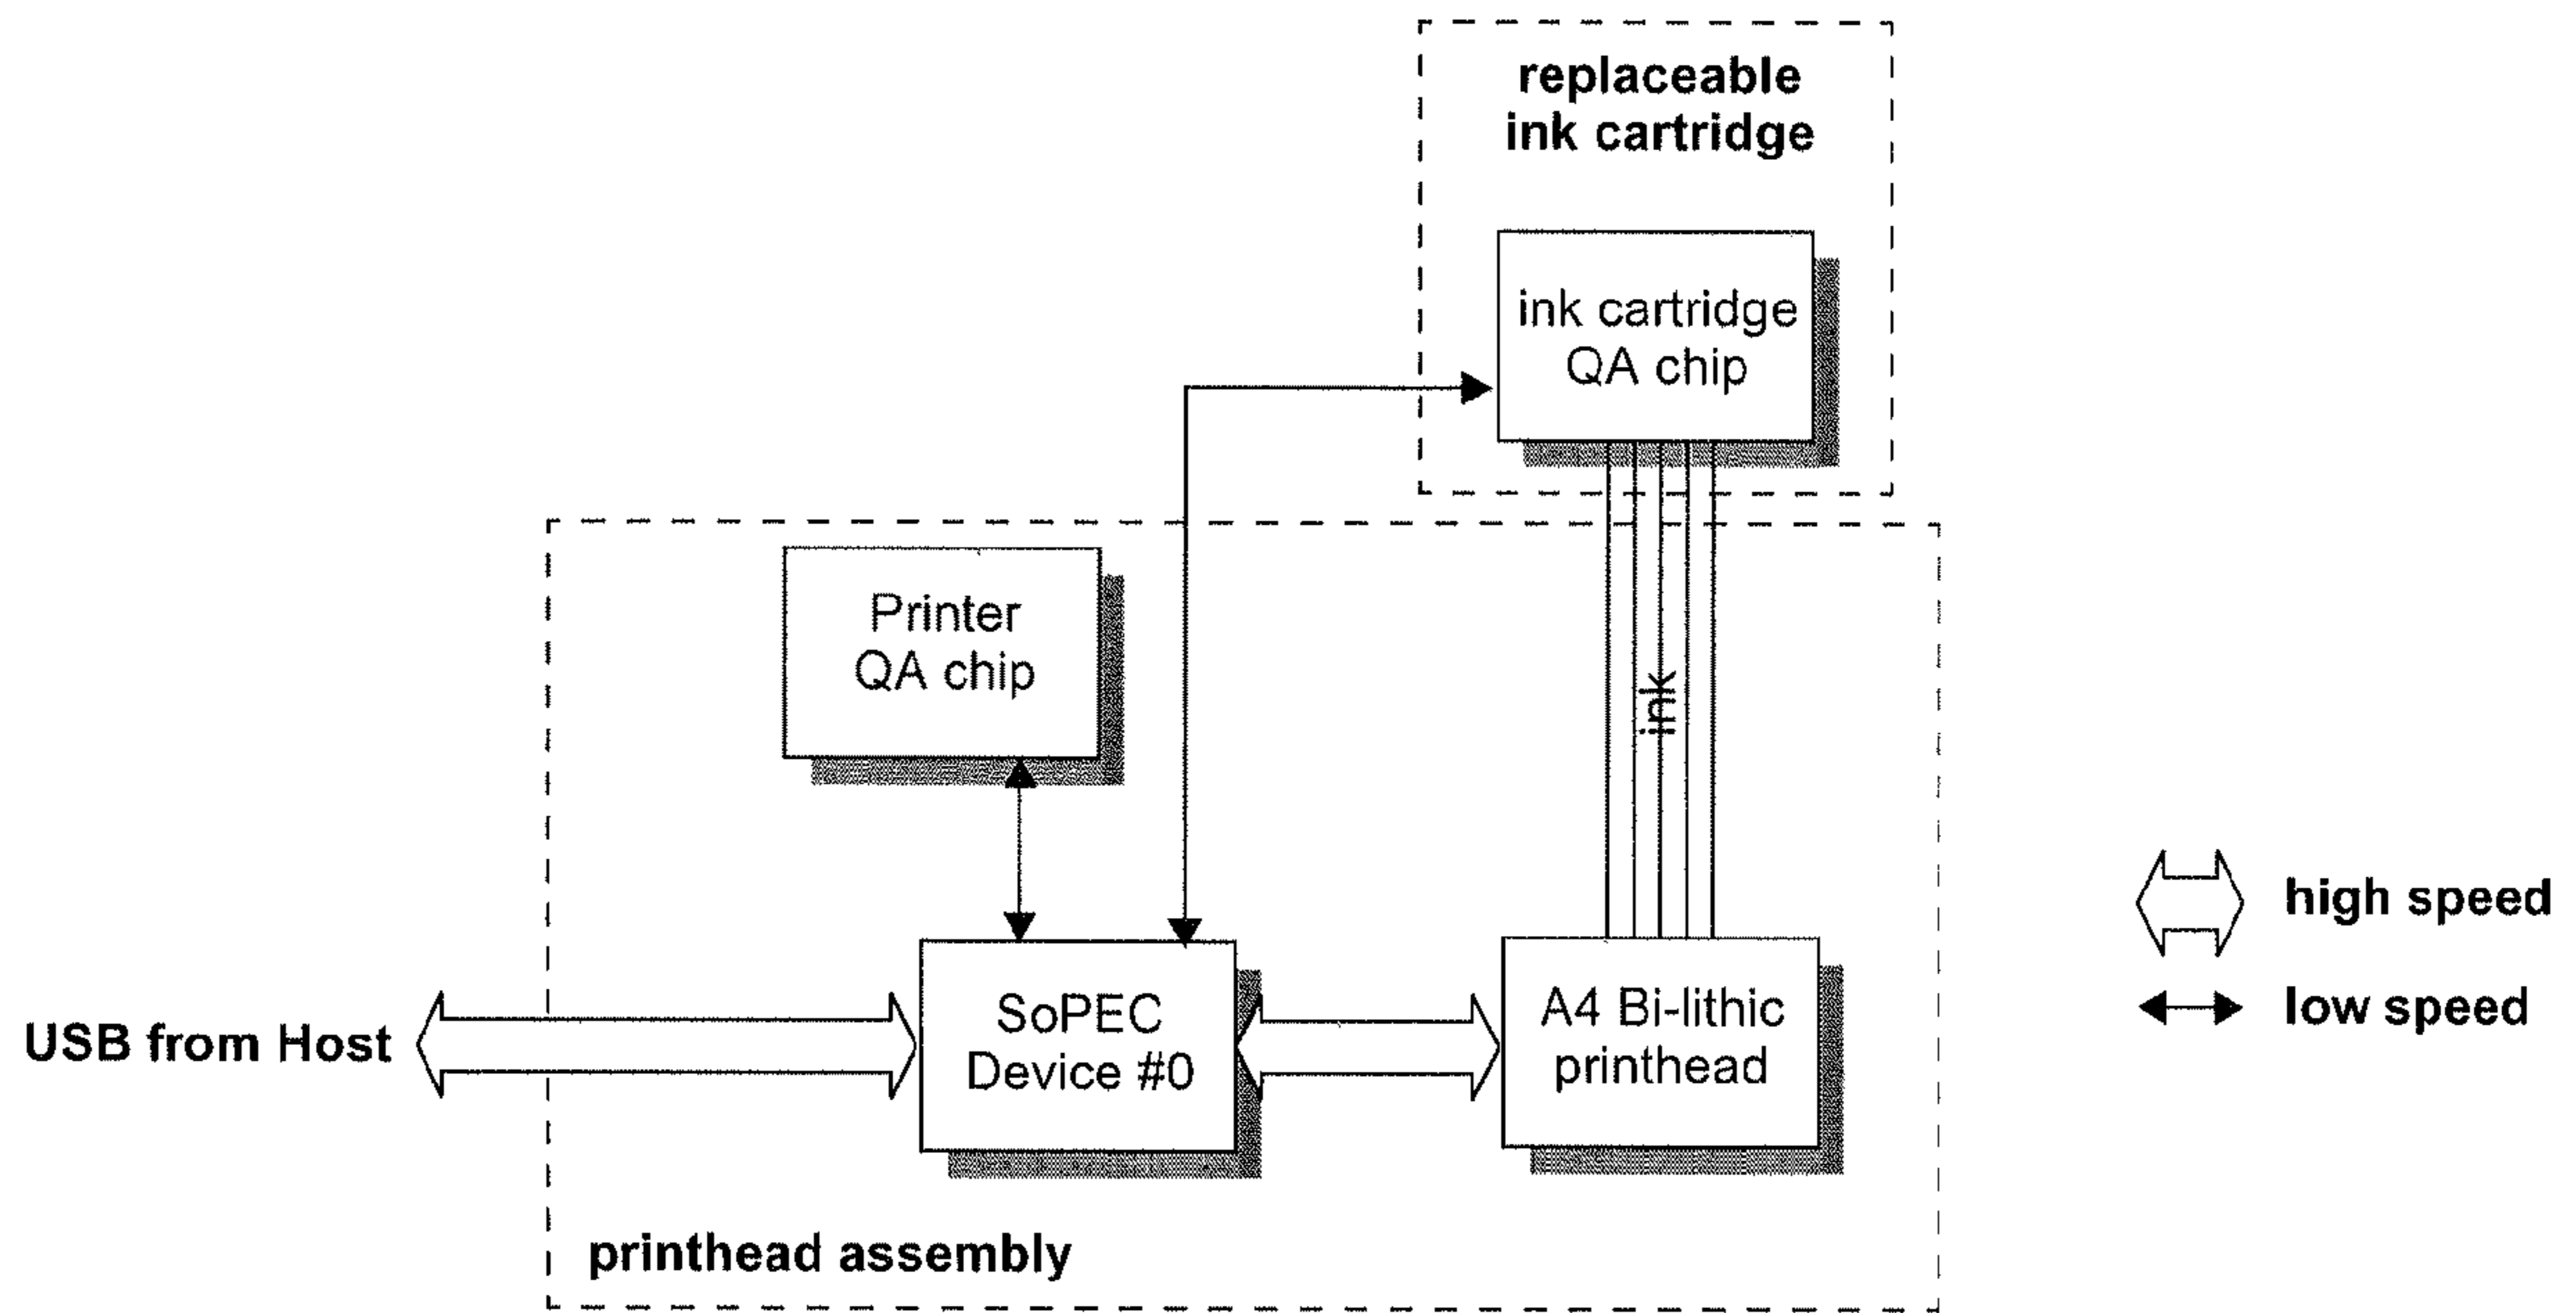 replaceable
ink cartridge
ink cartridge
QA chip
Printer
QA chip
ink
SoPEC
Device #0
A4 Bi-lithic
printhead
USB from Host
high speed
low speed
printhead assembly